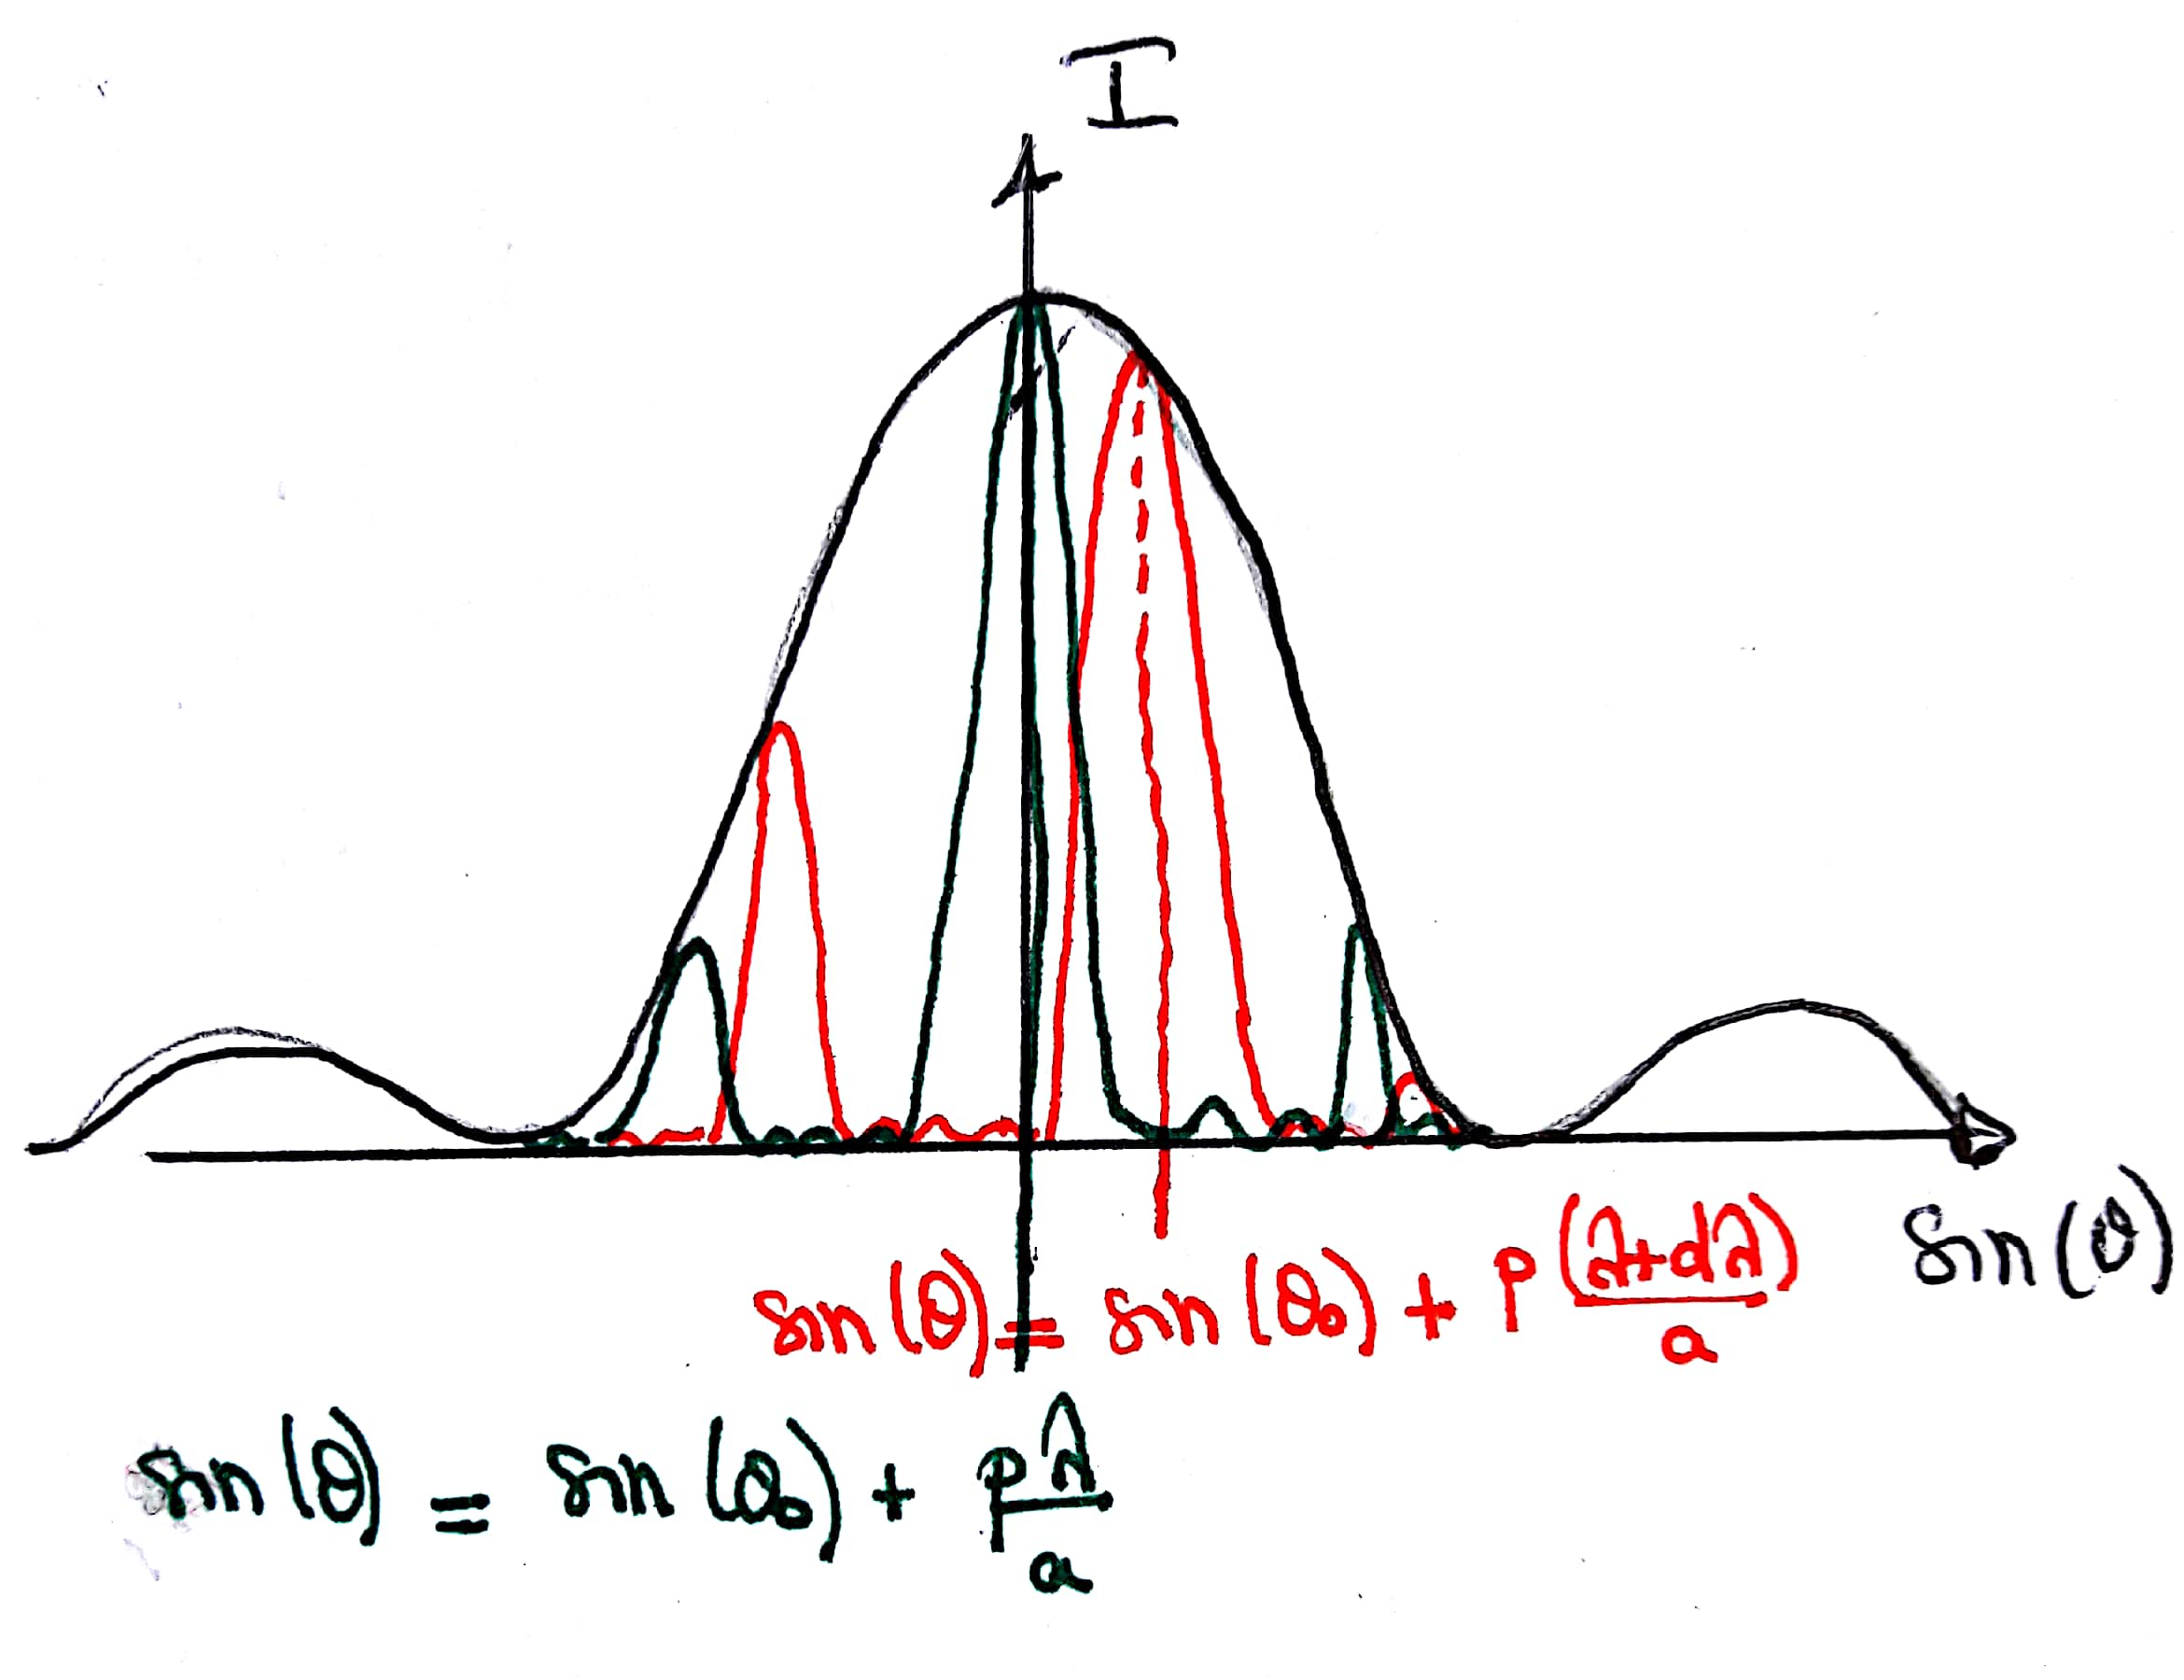 I
sin(θ)
sin(θ) = sin(θ₀) + p(λ+dλ)/a
sin(θ) = sin(θ₀) + pλ/a